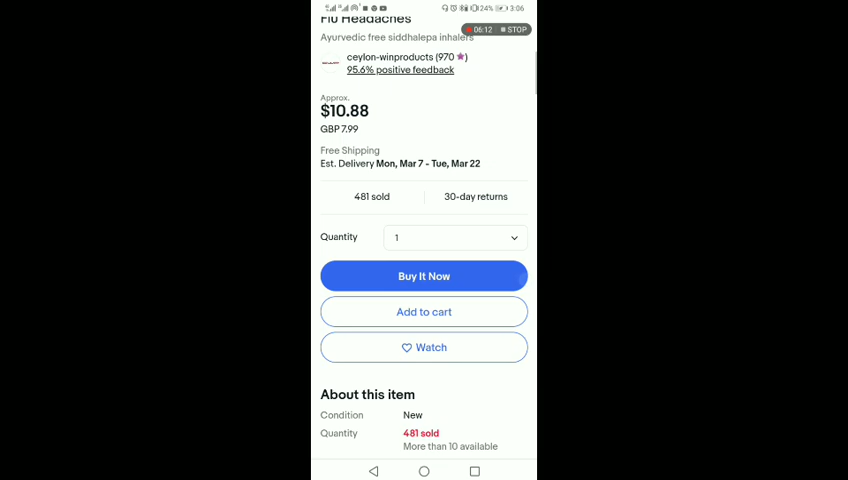 24% 3:06
Flu Headaches
06:12 STOP
Ayurvedic free siddhalepa inhalers
ceylon-winproducts (970 ★)
95.6% positive feedback
Approx.
$10.88
GBP 7.99
Free Shipping
Est. Delivery Mon, Mar 7 - Tue, Mar 22
481 sold
30-day returns
Quantity
1
Buy It Now
Add to cart
Watch
About this item
Condition New
Quantity 481 sold
More than 10 available